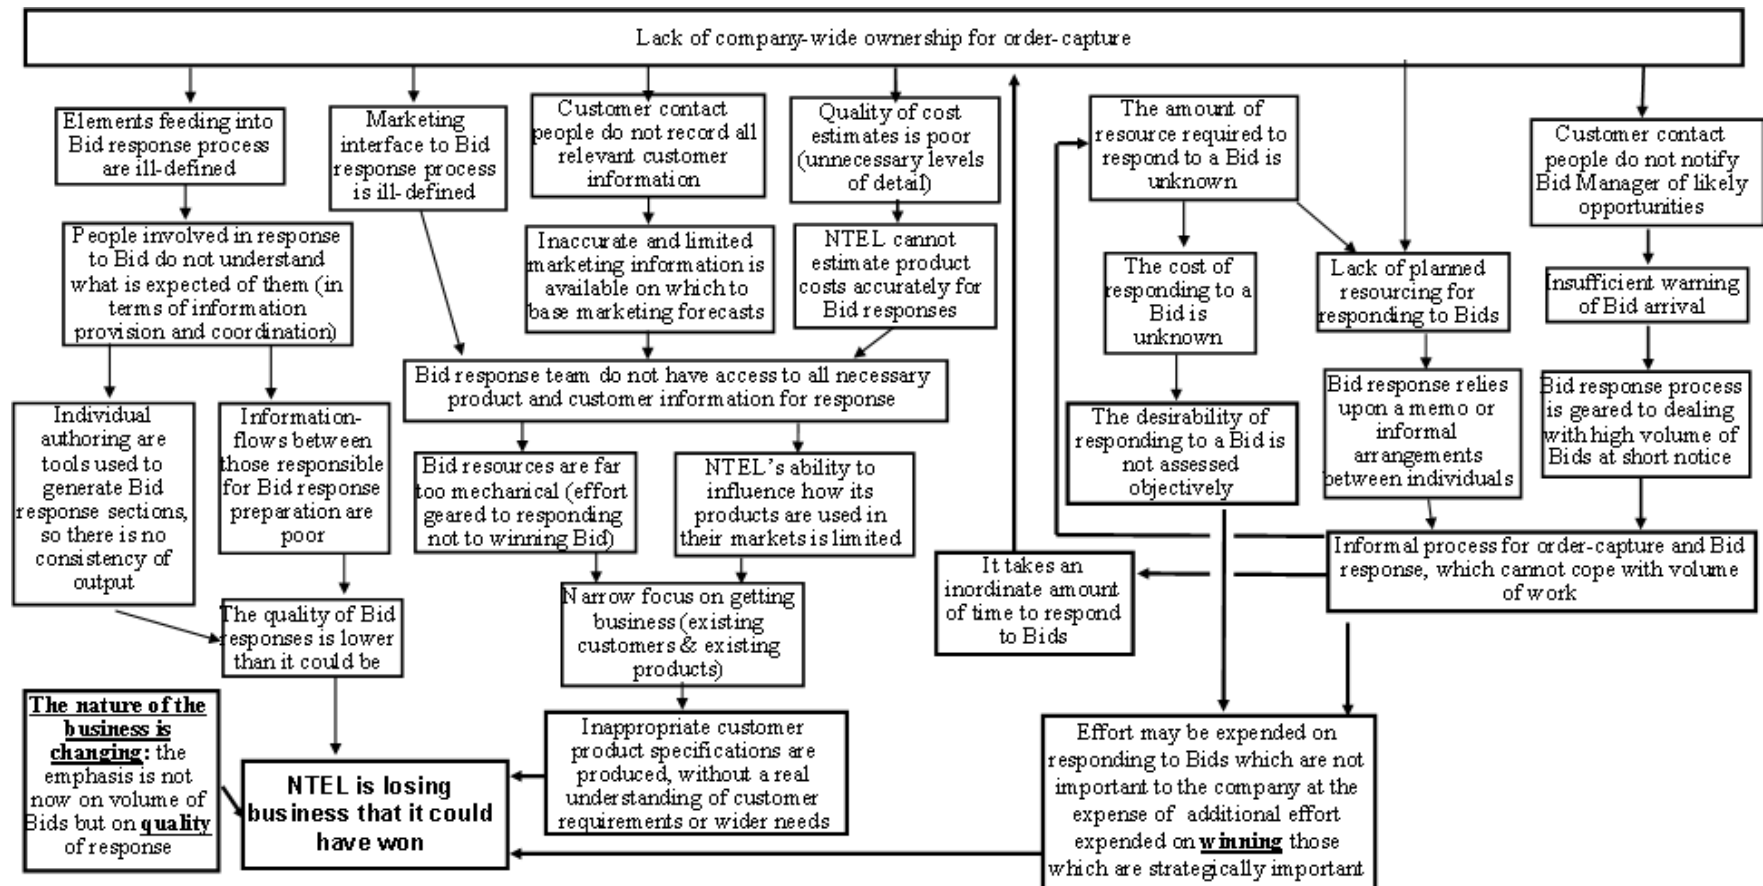 Lack of company-wide ownership for order-capture
Elements feeding into
Bid response process
are ill-defined
Marketing
interface to Bid
response process
is ill-defined
Customer contact
people do not record all
relevant customer
information
Quality of cost
estimates is poor
(unnecessary levels
of detail)
The amount of
resource required to
respond to a Bid is
unknown
Customer contact
people do not notify
Bid Manager of likely
opportunities
People involved in response
to Bid do not understand
what is expected of them (in
terms of information
provision and coordination)
Inaccurate and limited
marketing information is
available on which to
base marketing forecasts
NTEL cannot
estimate product
costs accurately for
Bid responses
The cost of
responding to a
Bid is
unknown
Lack of planned
resourcing for
responding to Bids
Insufficient warning
of Bid arrival
Bid response team do not have access to all necessary
product and customer information for response
Individual
authoring are
tools used to
generate Bid
response sections,
so there is no
consistency of
output
Information-
flows between
those responsible
for Bid response
preparation are
poor
Bid resources are far
too mechanical (effort
geared to responding
not to winning Bid)
NTEL's ability to
influence how its
products are used in
their markets is limited
The desirability of
responding to a Bid is
not assessed
objectively
Bid response relies
upon a memo or
informal
arrangements
between individuals
Bid response process
is geared to dealing
with high volume of
Bids at short notice
Informal process for order-capture and Bid
response, which cannot cope with volume
of work
It takes an
inordinate amount
of time to respond
to Bids
The quality of Bid
responses is lower
than it could be
Narrow focus on getting
business (existing
customers & existing
products)
The nature of the
business is
changing: the
emphasis is not
now on volume of
Bids but on quality
of response
NTEL is losing
business that it could
have won
Inappropriate customer
product specifications are
produced, without a real
understanding of customer
requirements or wider needs
Effort may be expended on
responding to Bids which are not
important to the company at the
expense of additional effort
expended on winning those
which are strategically important